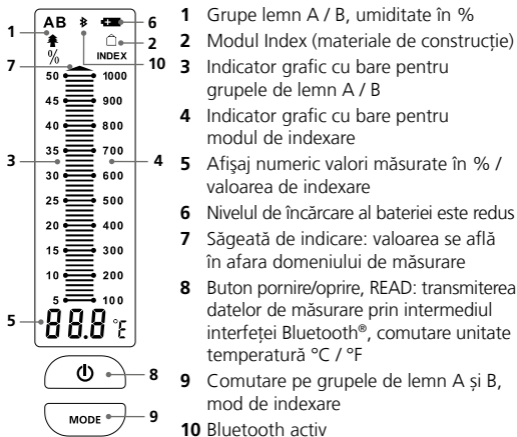 AB 6
1 2
% INDEX
7 10
50 1000
45 900
40 800
35 700
3 4
30 600
25 500
20 400
15 300
10 200
5 100
5 88.8 °F
8
MODE 9
1 Grupe lemn A / B, umiditate în %
2 Modul Index (materiale de construcție)
3 Indicator grafic cu bare pentru
grupele de lemn A / B
4 Indicator grafic cu bare pentru
modul de indexare
5 Afişaj numeric valori măsurate în % /
valoarea de indexare
6 Nivelul de încărcare al bateriei este redus
7 Săgeată de indicare: valoarea se află
în afara domeniului de măsurare
8 Buton pornire/oprire, READ: transmiterea
datelor de măsurare prin intermediul
interfeței Bluetooth®, comutare unitate
temperatură °C / °F
9 Comutare pe grupele de lemn A și B,
mod de indexare
10 Bluetooth activ